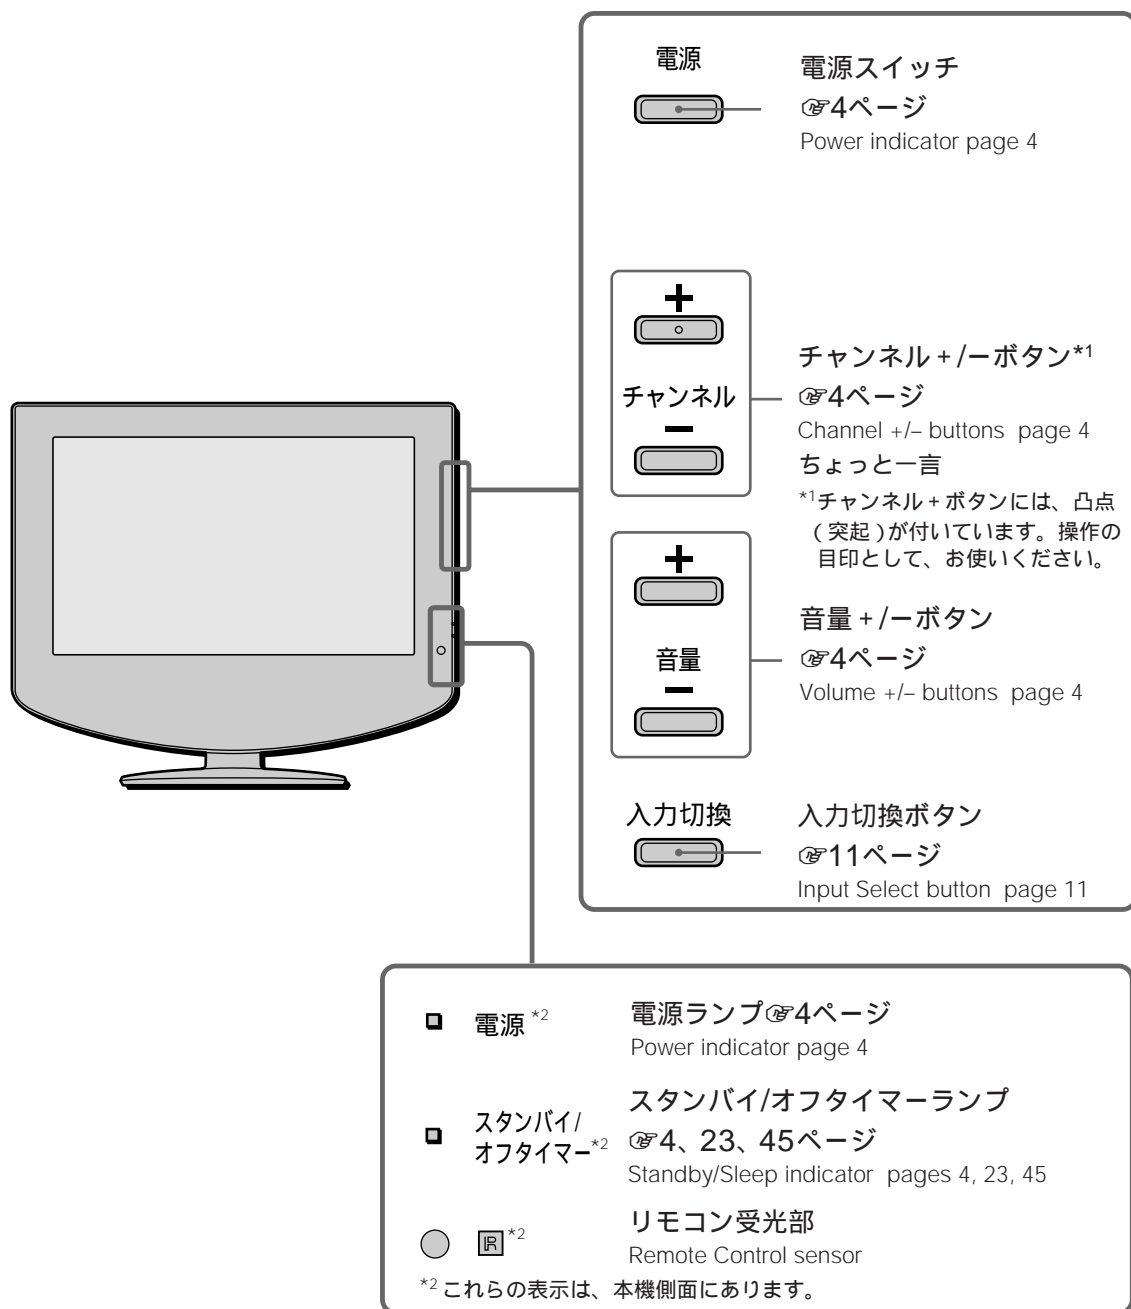 電源
電源スイッチ
☞4ページ
Power indicator page 4
+
チャンネル
−
チャンネル+/−ボタン*1
☞4ページ
Channel +/– buttons page 4
ちょっと一言
*1チャンネル+ボタンには、凸点
(突起)が付いています。操作の
目印として、お使いください。
+
音量
−
音量+/−ボタン
☞4ページ
Volume +/– buttons page 4
入力切換
入力切換ボタン
☞11ページ
Input Select button page 11
電源*2
電源ランプ☞4ページ
Power indicator page 4
スタンバイ/
オフタイマー*2
スタンバイ/オフタイマーランプ
☞4、23、45ページ
Standby/Sleep indicator pages 4, 23, 45
IR*2
リモコン受光部
Remote Control sensor
*2これらの表示は、本機側面にあります。